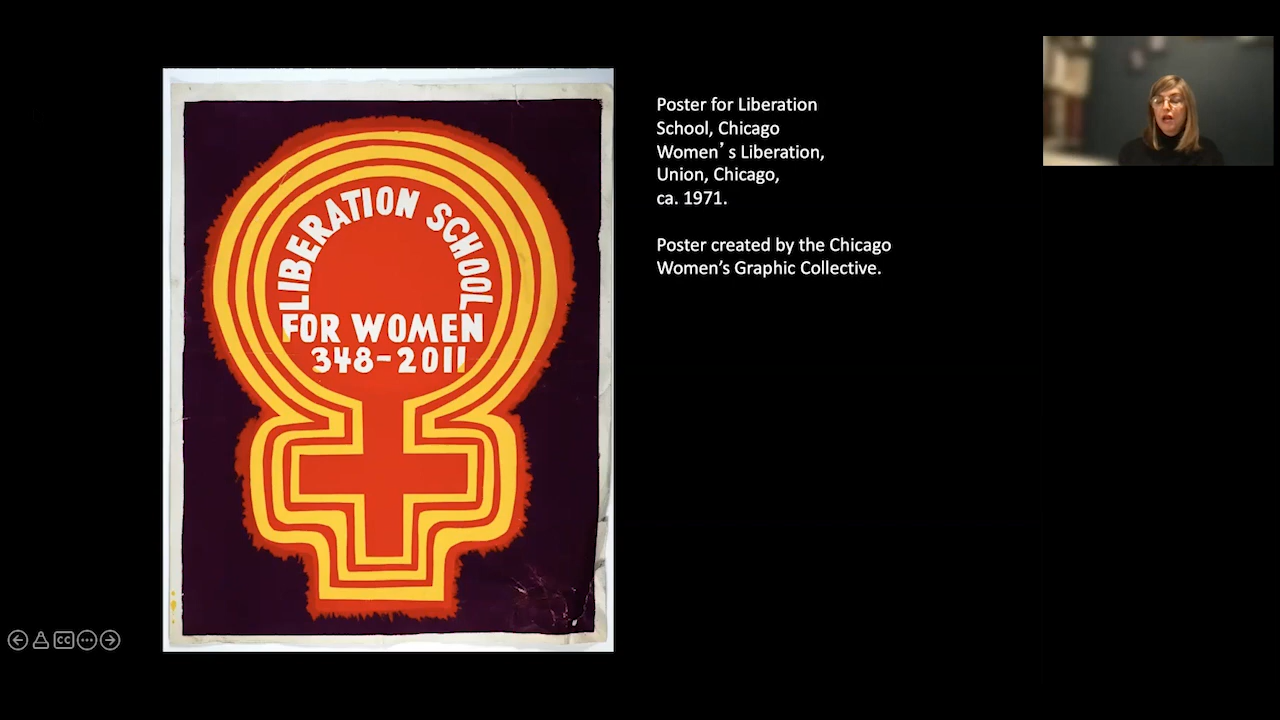 LIBERATION SCHOOL
FOR WOMEN
348-2011
Poster for Liberation
School, Chicago
Women’s Liberation,
Union, Chicago,
ca. 1971.
Poster created by the Chicago
Women’s Graphic Collective.
CC